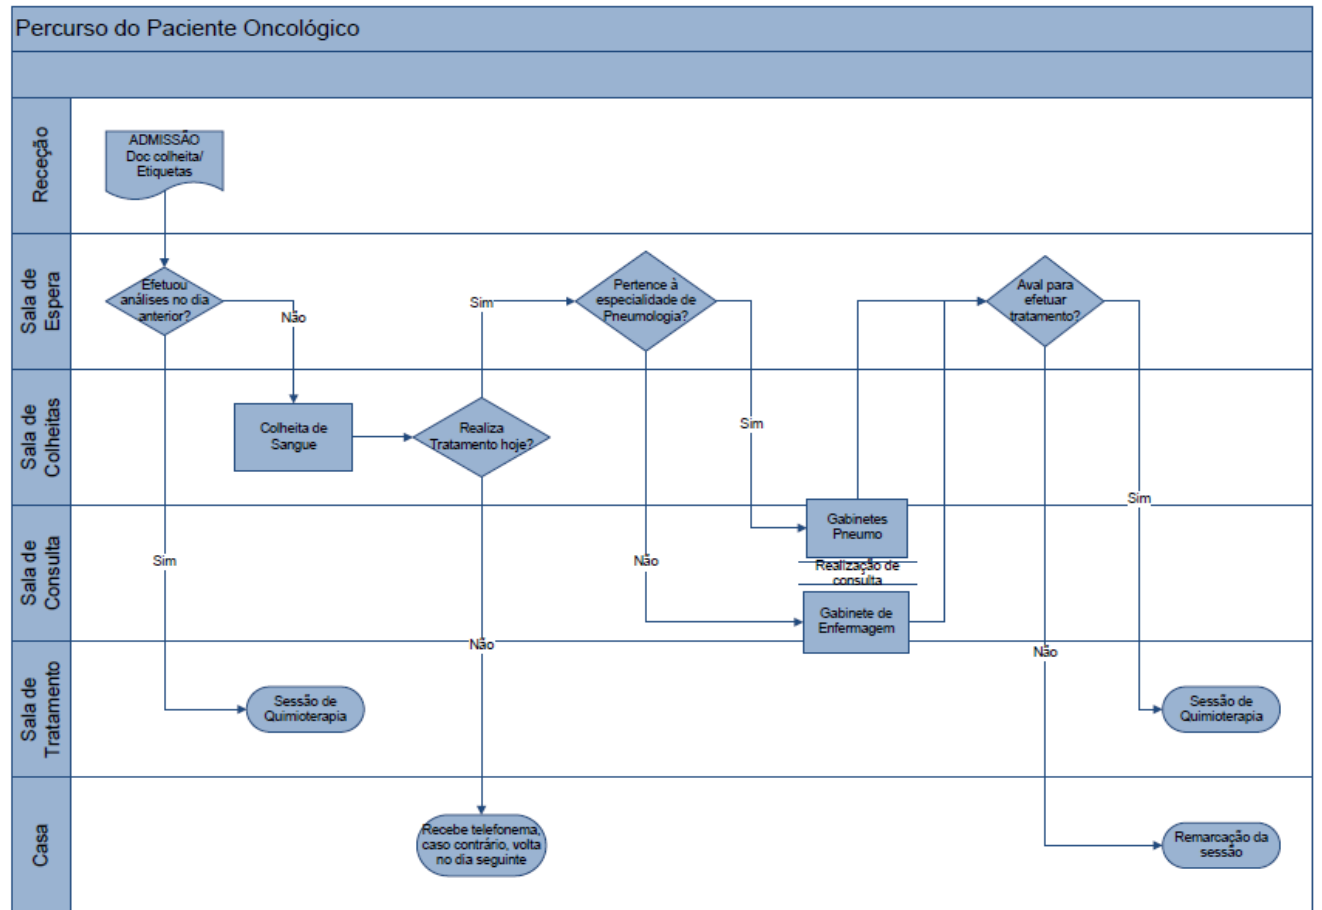 Percurso do Paciente Oncológico
Receção
ADMISSÃO
Doc colheita/
Etiquetas
Sala de
Espera
Efetuou
análises no dia
anterior?
Não
Sim
Pertence à
especialidade de
Pneumologia?
Aval para
efetuar
tratamento?
Sala de
Colheitas
Colheita de
Sangue
Realiza
Tratamento hoje?
Sim
Sim
Sala de
Consulta
Sim
Não
Gabinetes
Pneumo
Realização de
consulta
Gabinete de
Enfermagem
Não
Não
Sala de
Tratamento
Sessão de
Quimioterapia
Sessão de
Quimioterapia
Casa
Recebe telefonema,
caso contrário, volta
no dia seguinte
Remarcação da
sessão